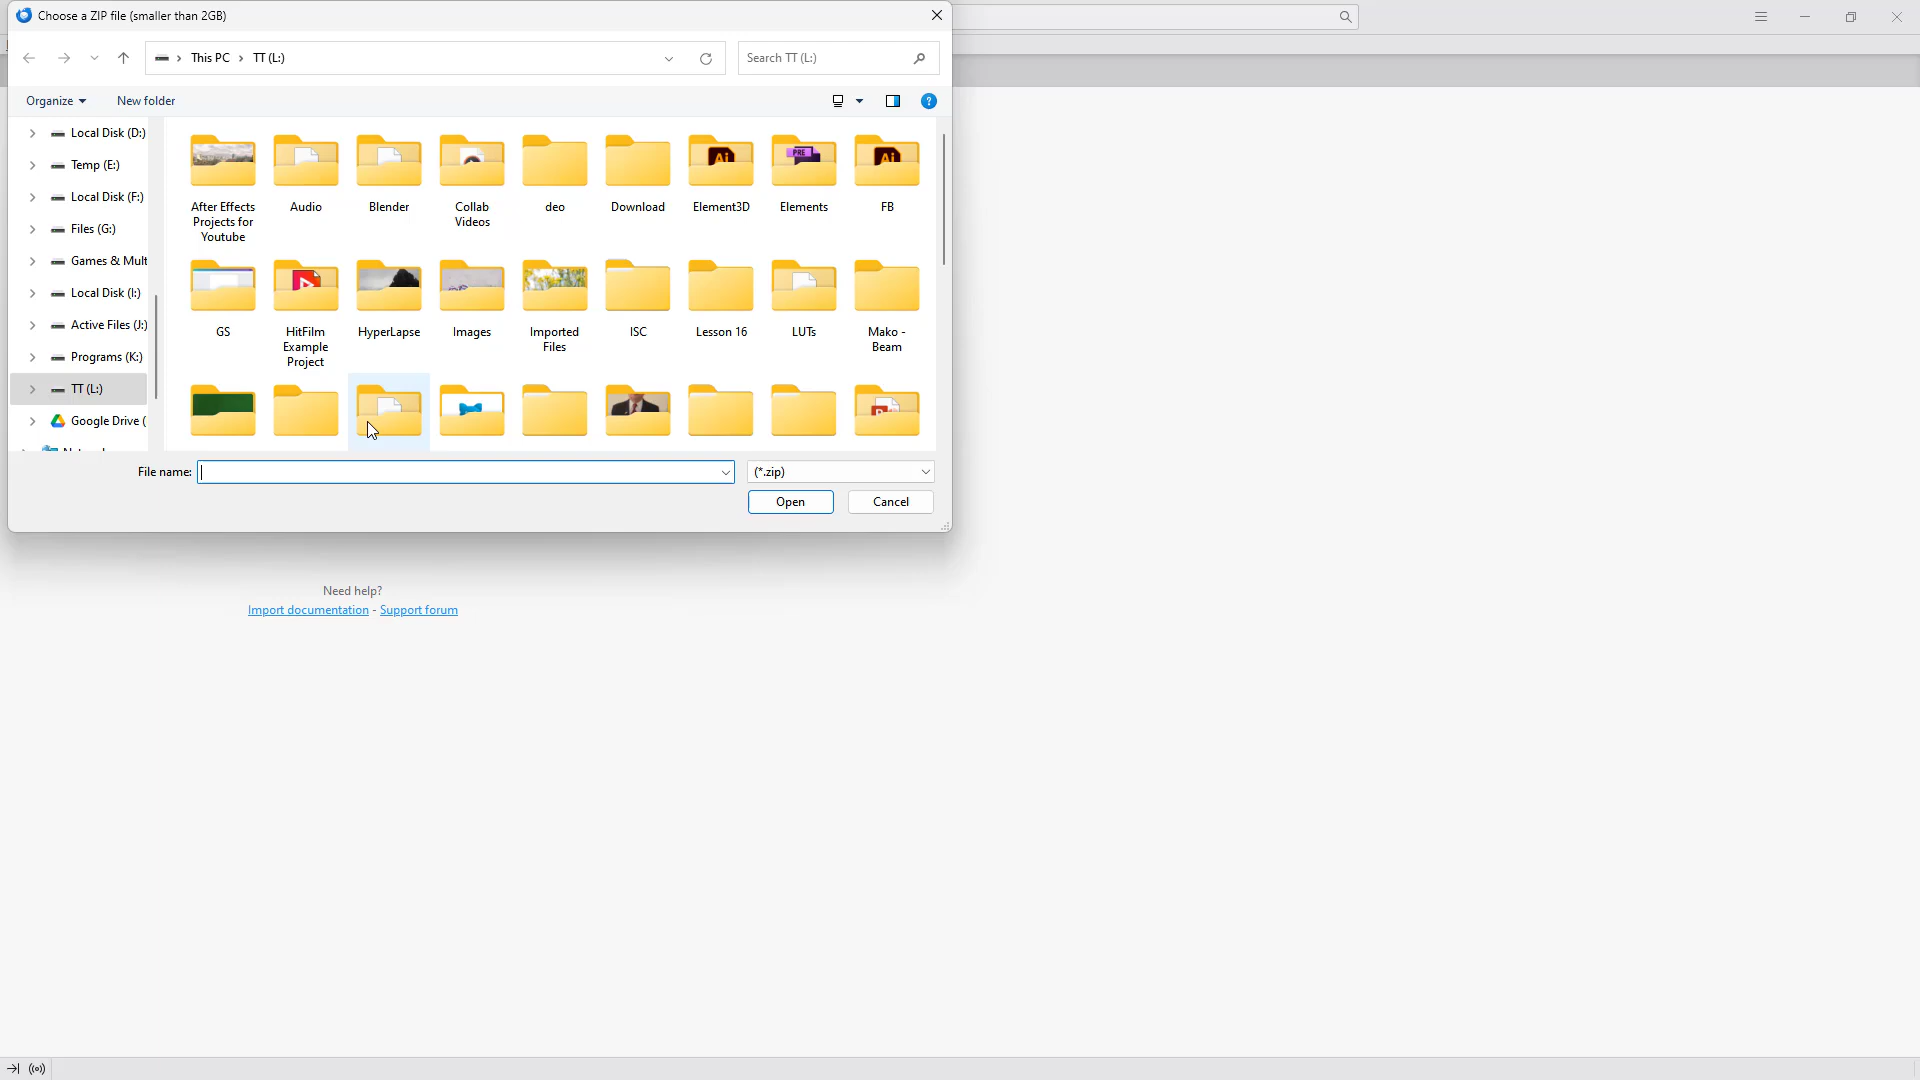 Choose a ZIP file (smaller than 2GB)
This PC > TT (L:)
Search TT (L:)
Organize
New folder
Local Disk (D:)
Temp (E:)
Local Disk (F:)
Files (G:)
Games & Mult
Local Disk (I:)
Active Files (J:)
Programs (K:)
TT (L:)
Google Drive (
After Effects
Projects for
Youtube
Audio
Blender
Collab
Videos
deo
Download
Element3D
Elements
FB
GS
HitFilm
Example
Project
HyperLapse
Images
Imported
Files
ISC
Lesson 16
LUTs
Mako -
Beam
File name:
(*.zip)
Open
Cancel
Need help?
Import documentation - Support forum